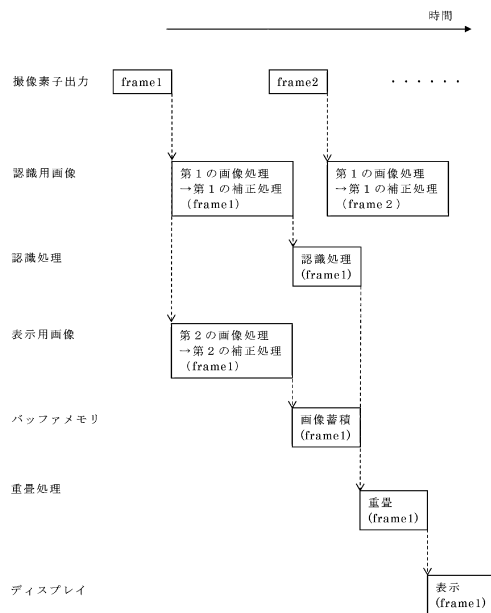 時間
撮像素子出力
frame1
frame2
・・・・・・
認識用画像
第１の画像処理
→第１の補正処理
（frame1）
第１の画像処理
→第１の補正処理
（frame２）
認識処理
認識処理
(frame1)
表示用画像
第２の画像処理
→第２の補正処理
（frame1）
バッファメモリ
画像蓄積
(frame1)
重畳処理
重畳
(frame1)
ディスプレイ
表示
(frame1)